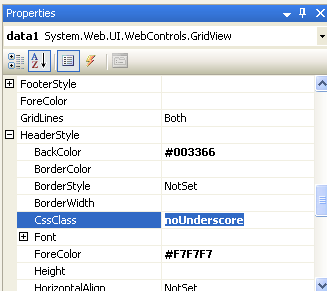 Properties
data1 System.Web.UI.WebControls.GridView
FooterStyle
ForeColor
GridLines Both
HeaderStyle
BackColor #003366
BorderColor
BorderStyle NotSet
BorderWidth
CssClass noUnderscore
Font
ForeColor #F7F7F7
Height
HorizontalAlign NotSet